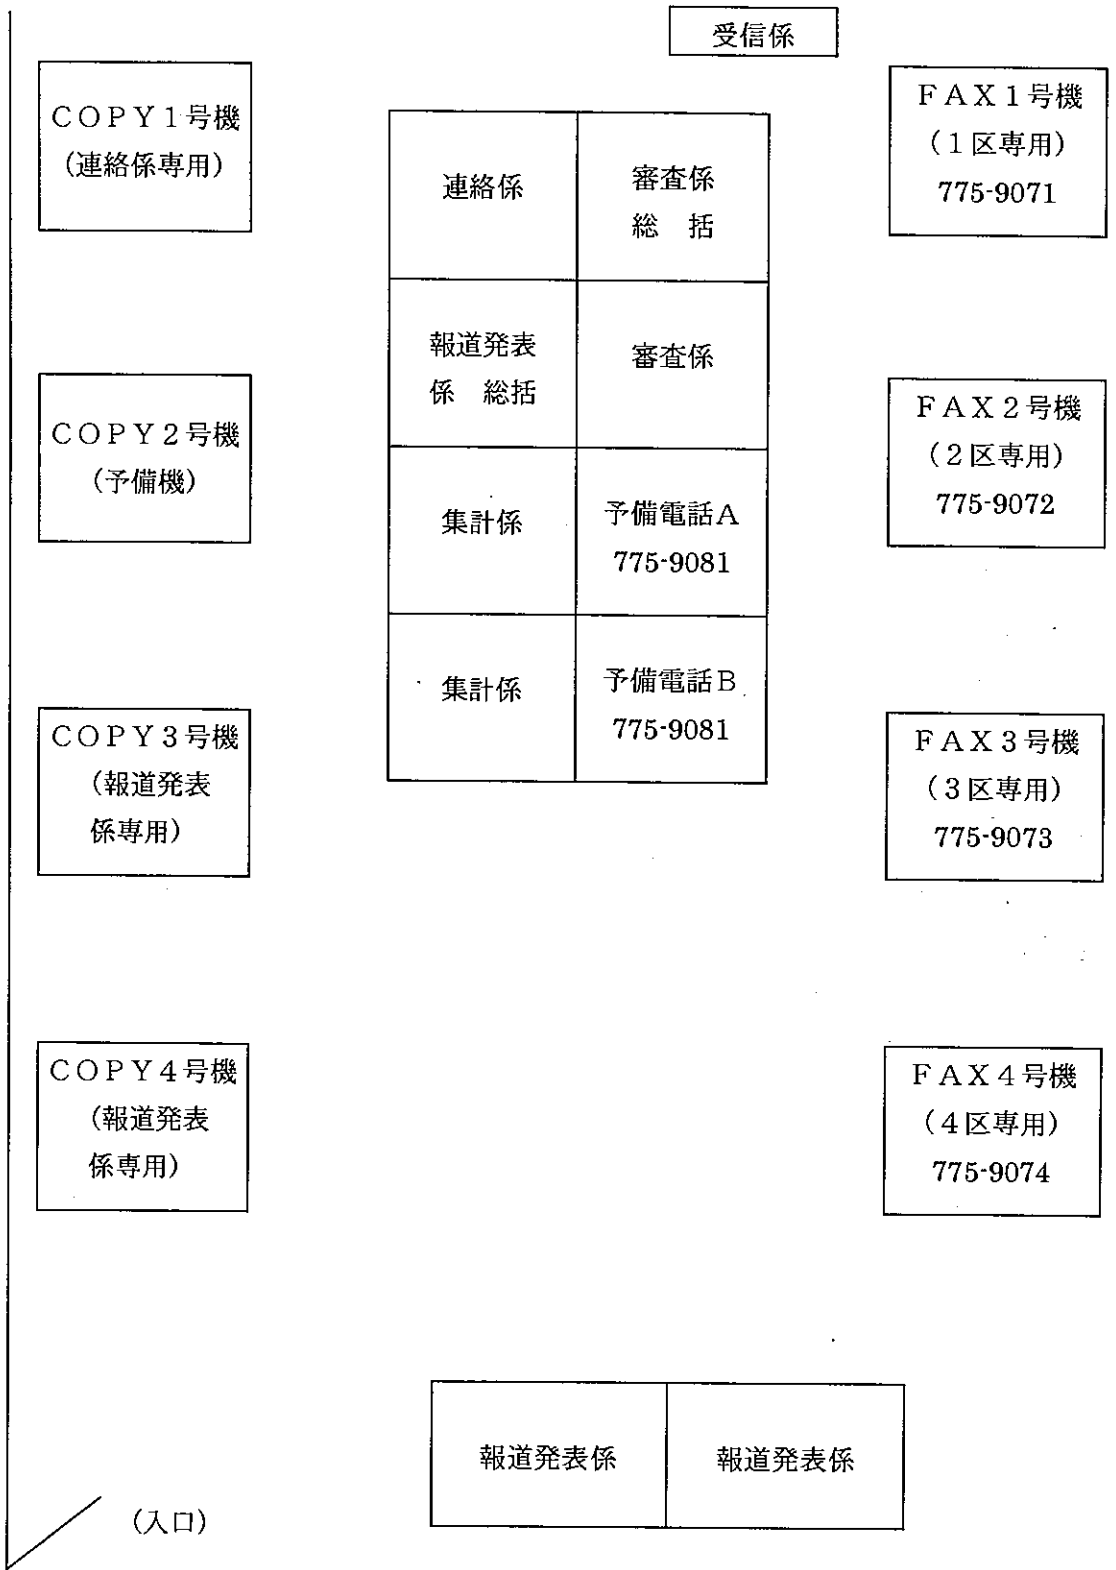 受信係
COPY1号機
(連絡係専用)
連絡係
審査係
総 括
FAX1号機
(1区専用)
775-9071
報道発表
係 総括
審査係
COPY2号機
(予備機)
FAX2号機
(2区専用)
775-9072
集計係
予備電話A
775-9081
集計係
予備電話B
775-9081
COPY3号機
(報道発表
係専用)
FAX3号機
(3区専用)
775-9073
COPY4号機
(報道発表
係専用)
FAX4号機
(4区専用)
775-9074
報道発表係
報道発表係
(入口)